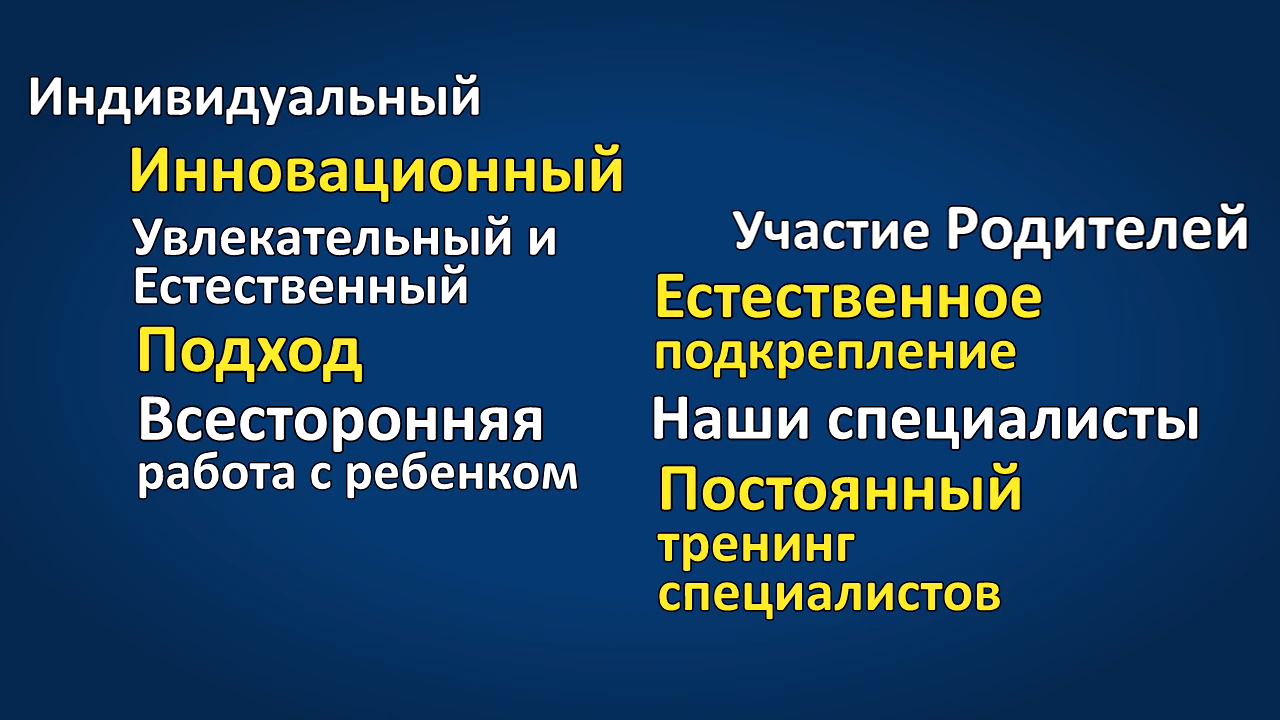 Индивидуальный
Инновационный
Увлекательный и
Естественный
Подход
Всесторонняя
работа с ребенком
Участие Родителей
Естественное
подкрепление
Наши специалисты
Постоянный
тренинг
специалистов